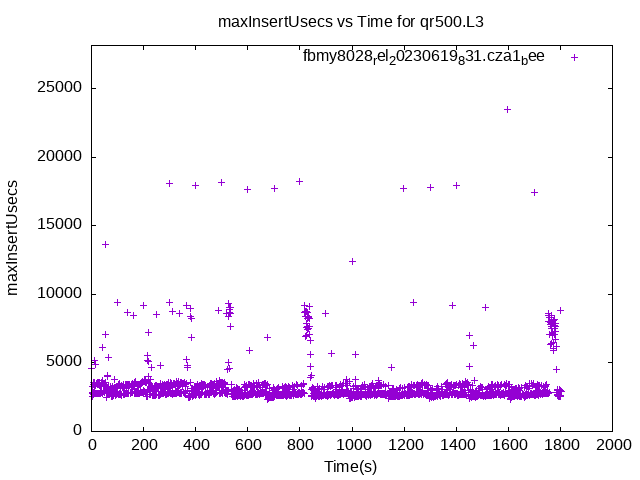 maxInsertUsecs vs Time for qr500.L3
fbmy8028rel20230619831.cza1bee
maxInsertUsecs
25000
20000
15000
10000
5000
0
0 200 400 600 800 1000 1200 1400 1600 1800 2000
Time(s)